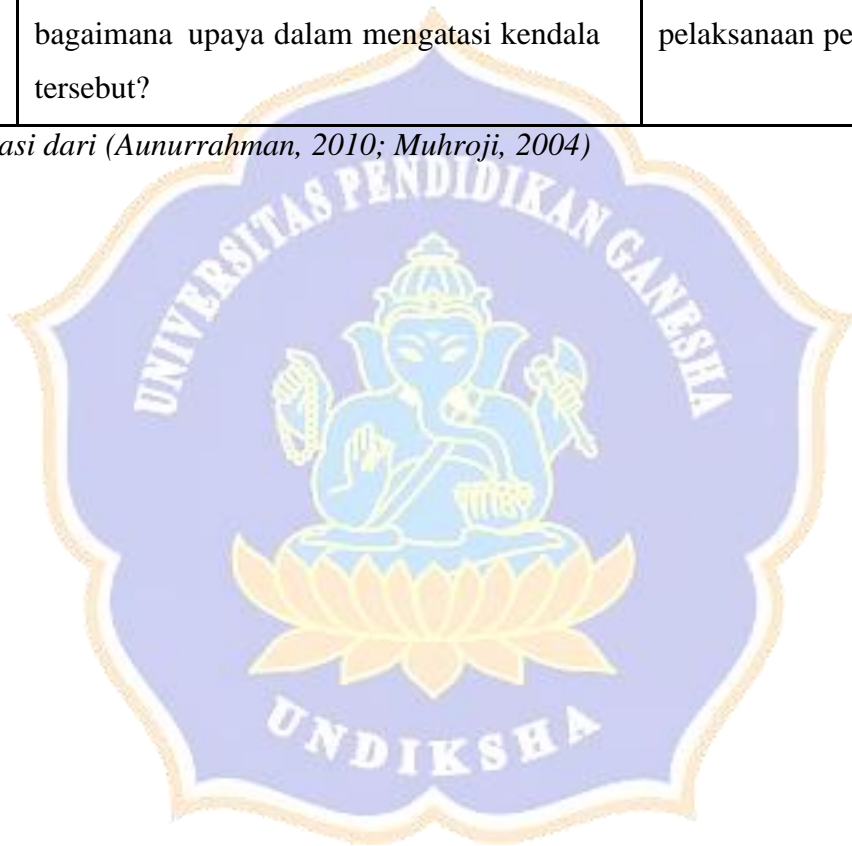 bagaimana upaya dalam mengatasi kendala
tersebut?
pelaksanaan pe
asi dari (Aunurrahman, 2010; Muhroji, 2004)
UNIVERSITAS PENDIDIKAN GANESHA
UNDIKSHA